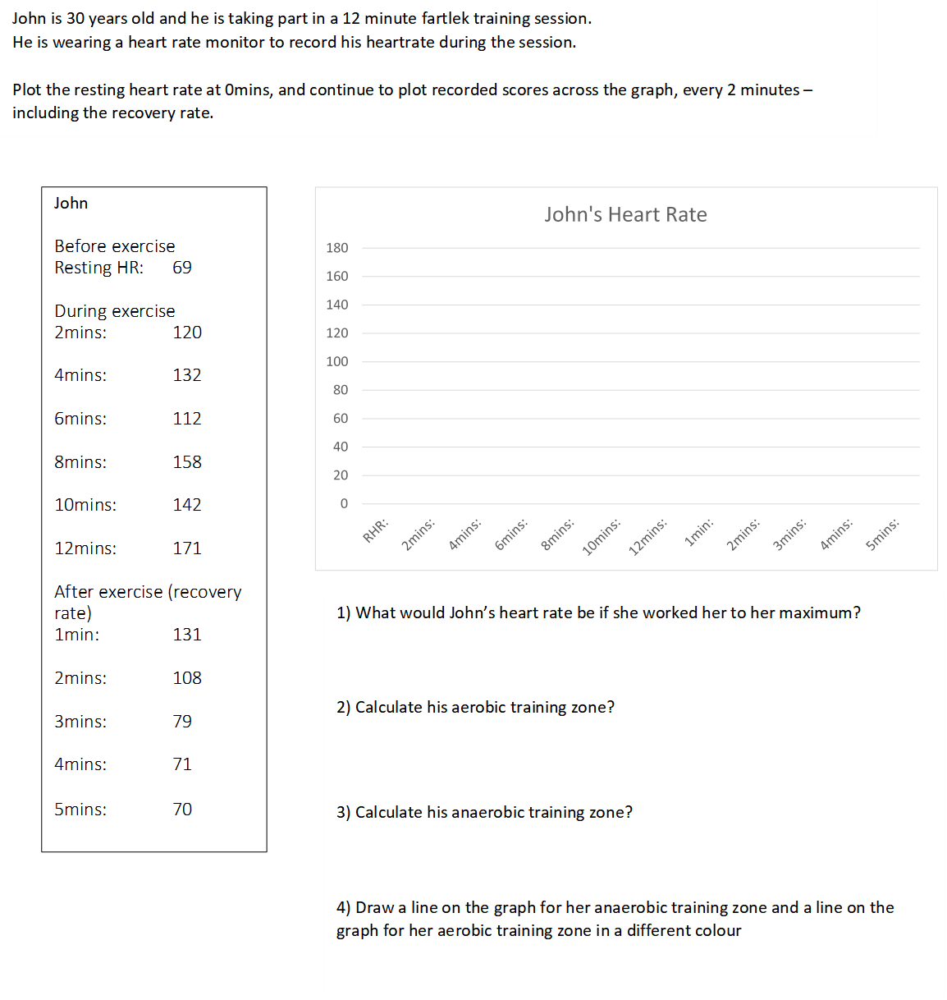 John is 30 years old and he is taking part in a 12 minute fartlek training session.
He is wearing a heart rate monitor to record his heartrate during the session.
Plot the resting heart rate at 0mins, and continue to plot recorded scores across the graph, every 2 minutes –
including the recovery rate.
John
Before exercise
Resting HR: 69
During exercise
2mins: 120
4mins: 132
6mins: 112
8mins: 158
10mins: 142
12mins: 171
After exercise (recovery
rate)
1min: 131
2mins: 108
3mins: 79
4mins: 71
5mins: 70
John's Heart Rate
180
160
140
120
100
80
60
40
20
0
RHR: 2mins: 4mins: 6mins: 8mins: 10mins: 12mins: 1min: 2mins: 3mins: 4mins: 5mins:
1) What would John’s heart rate be if she worked her to her maximum?
2) Calculate his aerobic training zone?
3) Calculate his anaerobic training zone?
4) Draw a line on the graph for her anaerobic training zone and a line on the
graph for her aerobic training zone in a different colour